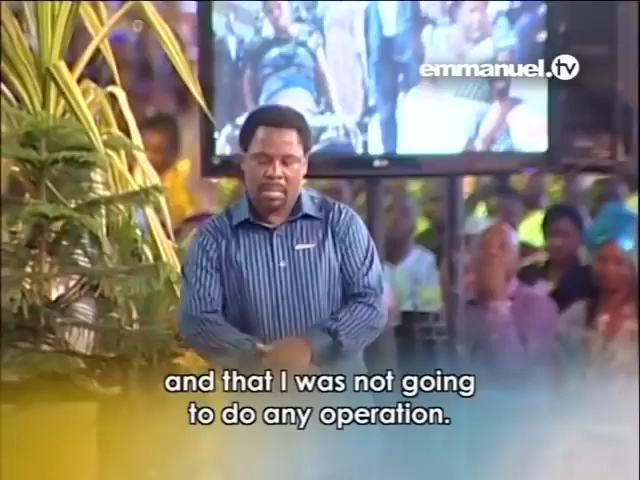 emmanuel.tv
and that I was not going
to do any operation.